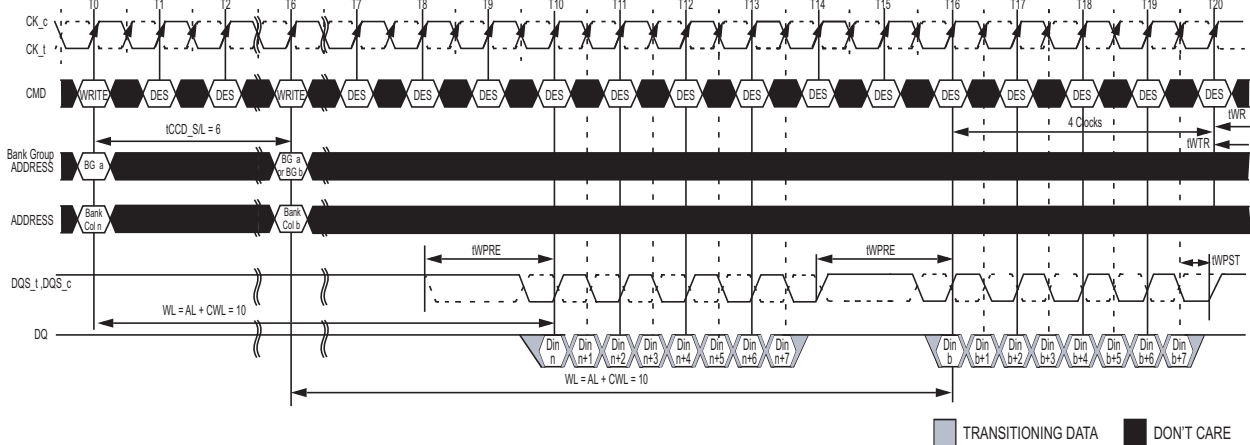 T0 T1 T2 T6 T7 T8 T9 T10 T11 T12 T13 T14 T15 T16 T17 T18 T19 T20
CK_c
CK_t
CMD WRITE DES DES WRITE DES DES DES DES DES DES DES DES DES DES DES DES DES DES
4 Clocks
tWR
tCCD_S/L = 6
tWTR
Bank Group
ADDRESS
BG a
BG a
or BG b
ADDRESS
Bank
Col n
Bank
Col b
tWPRE tWPRE tWPST
DQS_t ,DQS_c
WL = AL + CWL = 10
DQ
Din
n
Din
n+1
Din
n+2
Din
n+3
Din
n+4
Din
n+5
Din
n+6
Din
n+7
Din
b
Din
b+1
Din
b+2
Din
b+3
Din
b+4
Din
b+5
Din
b+6
Din
b+7
WL = AL + CWL = 10
TRANSITIONING DATA DON'T CARE